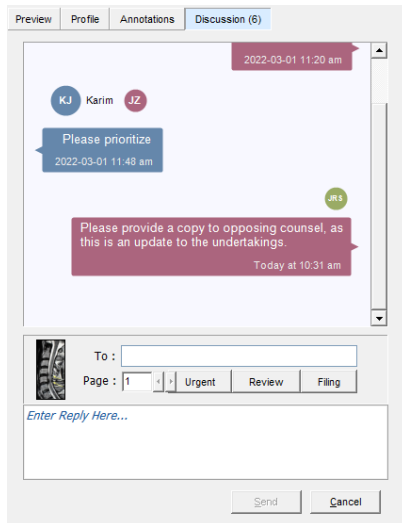 Preview Profile Annotations Discussion (6)
2022-03-01 11:20 am
KJ Karim JZ
Please prioritize
2022-03-01 11:48 am
JRS
Please provide a copy to opposing counsel, as
this is an update to the undertakings.
Today at 10:31 am
To :
Page : 1 Urgent Review Filing
Enter Reply Here...
Send Cancel